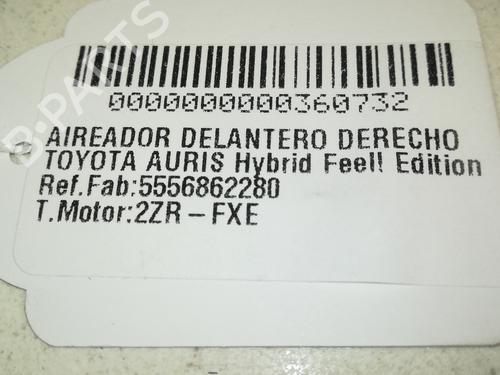 B-PARTS
0000000000360732
AIREADOR DELANTERO DERECHO
TOYOTA AURIS Hybrid Feel! Edition
Ref.Fab:5556862280
T.Motor:2ZR-FXE